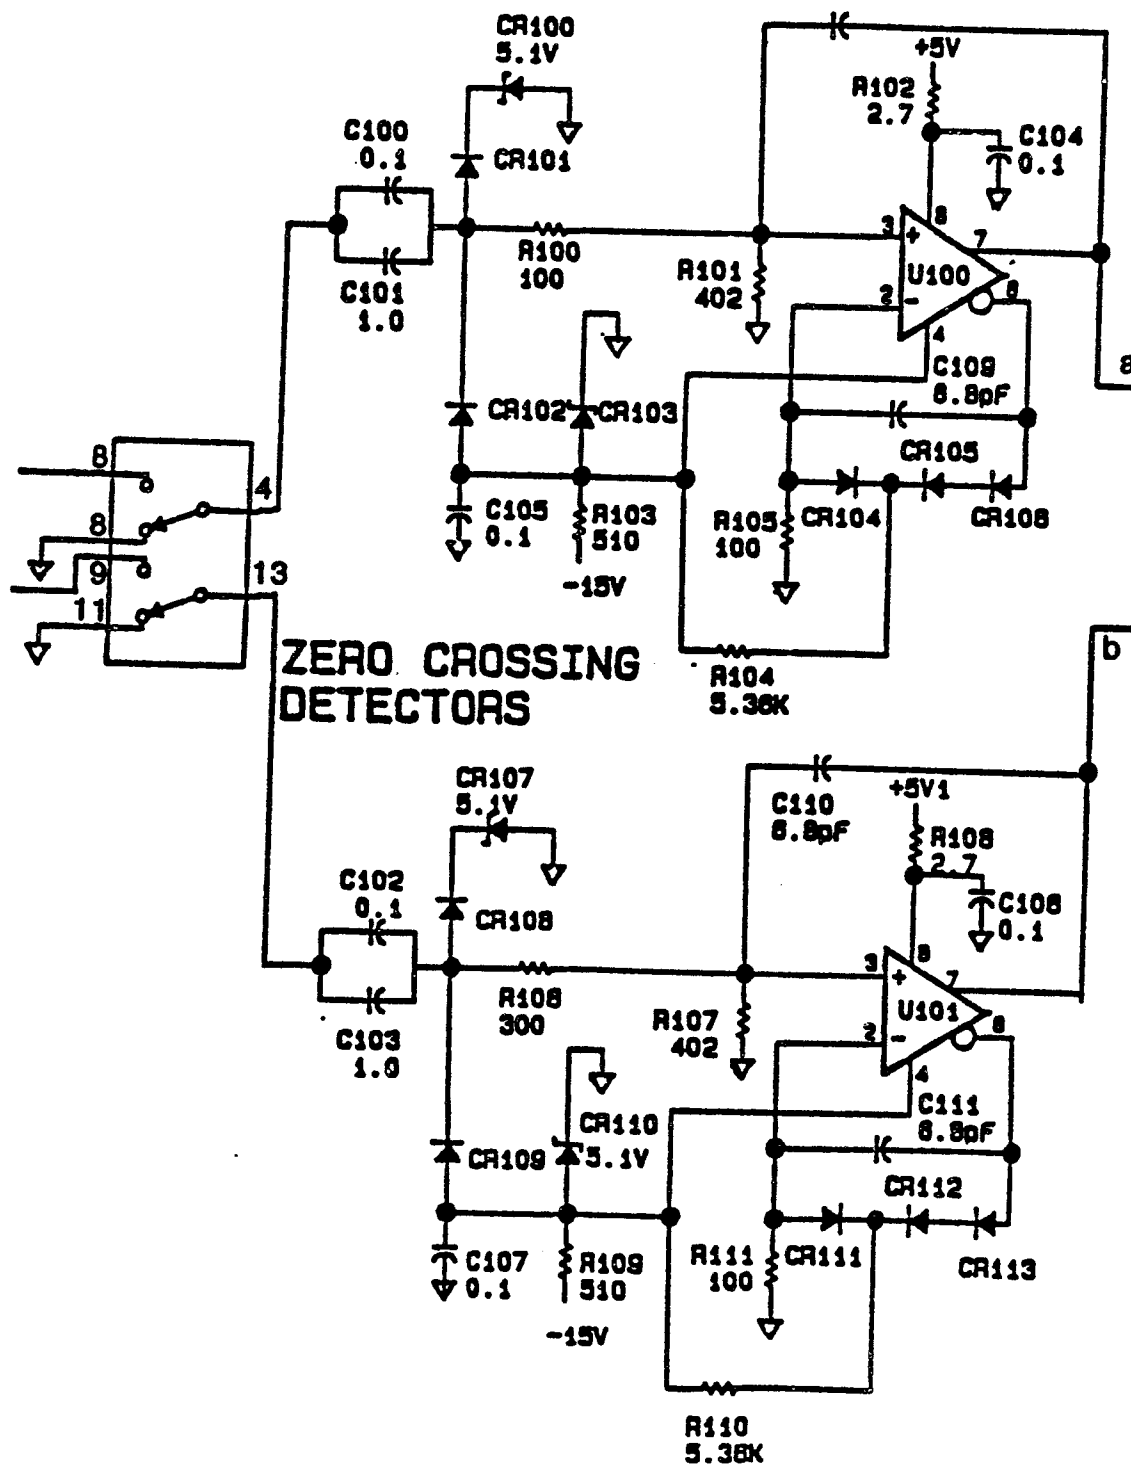 CR100
5.1V
+5V
R102
2.7
C104
0.1
C100
0.1
CR101
8
3
+
7
R100
100
R101
402
U100
C101
1.0
2
-
6
4
C109
6.8pF
CR102
CR103
CR105
8
4
C105
0.1
R103
510
R105
100
CR104
CR106
8
-15V
9
13
11
a
ZERO CROSSING
DETECTORS
R104
5.36K
b
CR107
5.1V
C110
6.8pF
+5V1
R108
2.7
C102
0.1
CR108
C106
0.1
3
+
8
7
R106
300
R107
402
U101
C103
1.0
2
-
6
4
C111
6.8pF
CR110
5.1V
CR109
CR112
C107
0.1
R109
510
R111
100
CR111
CR113
-15V
R110
5.36K